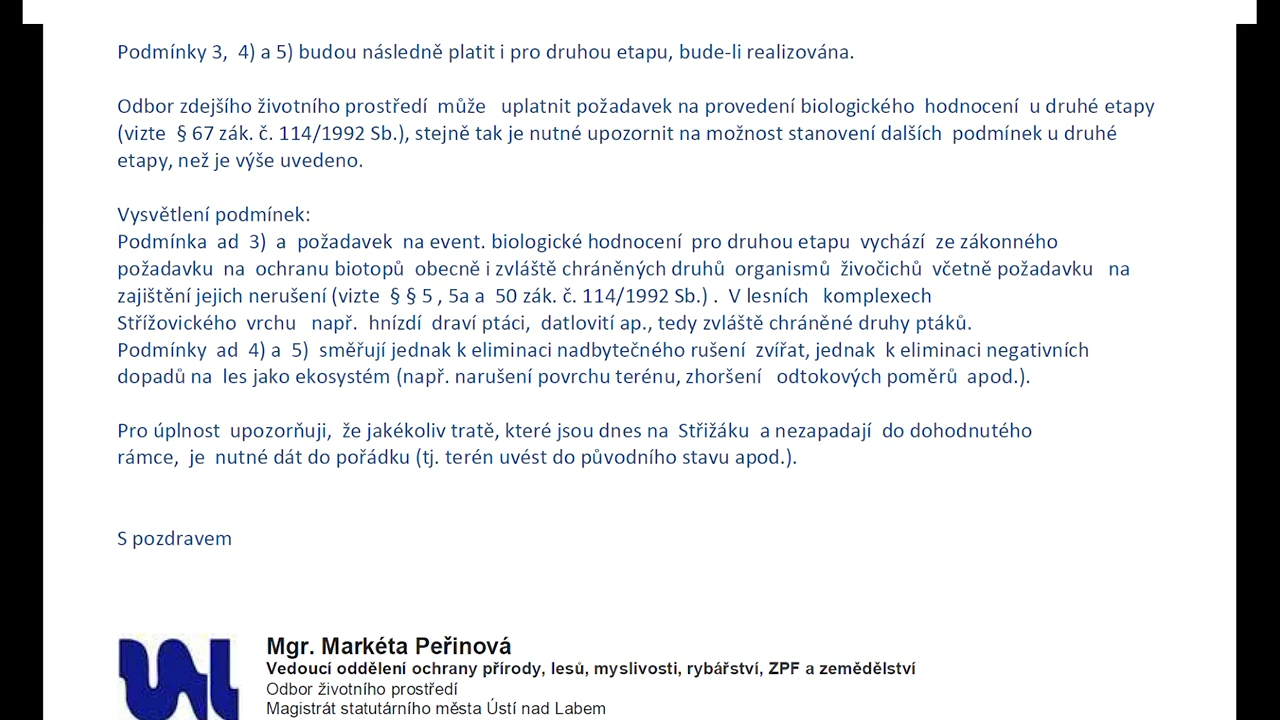 Podmínky 3, 4) a 5) budou následně platit i pro druhou etapu, bude-li realizována.
Odbor zdejšího životního prostředí může uplatnit požadavek na provedení biologického hodnocení u druhé etapy
(vizte § 67 zák. č. 114/1992 Sb.), stejně tak je nutné upozornit na možnost stanovení dalších podmínek u druhé
etapy, než je výše uvedeno.
Vysvětlení podmínek:
Podmínka ad 3) a požadavek na event. biologické hodnocení pro druhou etapu vychází ze zákonného
požadavku na ochranu biotopů obecně i zvláště chráněných druhů organismů živočichů včetně požadavku na
zajištění jejich nerušení (vizte § § 5 , 5a a 50 zák. č. 114/1992 Sb.) . V lesních komplexech
Střížovického vrchu např. hnízdí draví ptáci, datlovití ap., tedy zvláště chráněné druhy ptáků.
Podmínky ad 4) a 5) směřují jednak k eliminaci nadbytečného rušení zvířat, jednak k eliminaci negativních
dopadů na les jako ekosystém (např. narušení povrchu terénu, zhoršení odtokových poměrů apod.).
Pro úplnost upozorňuji, že jakékoliv tratě, které jsou dnes na Střižáku a nezapadají do dohodnutého
rámce, je nutné dát do pořádku (tj. terén uvést do původního stavu apod.).
S pozdravem
Mgr. Markéta Peřinová
Vedoucí oddělení ochrany přírody, lesů, myslivosti, rybářství, ZPF a zemědělství
Odbor životního prostředí
Magistrát statutárního města Ústí nad Labem